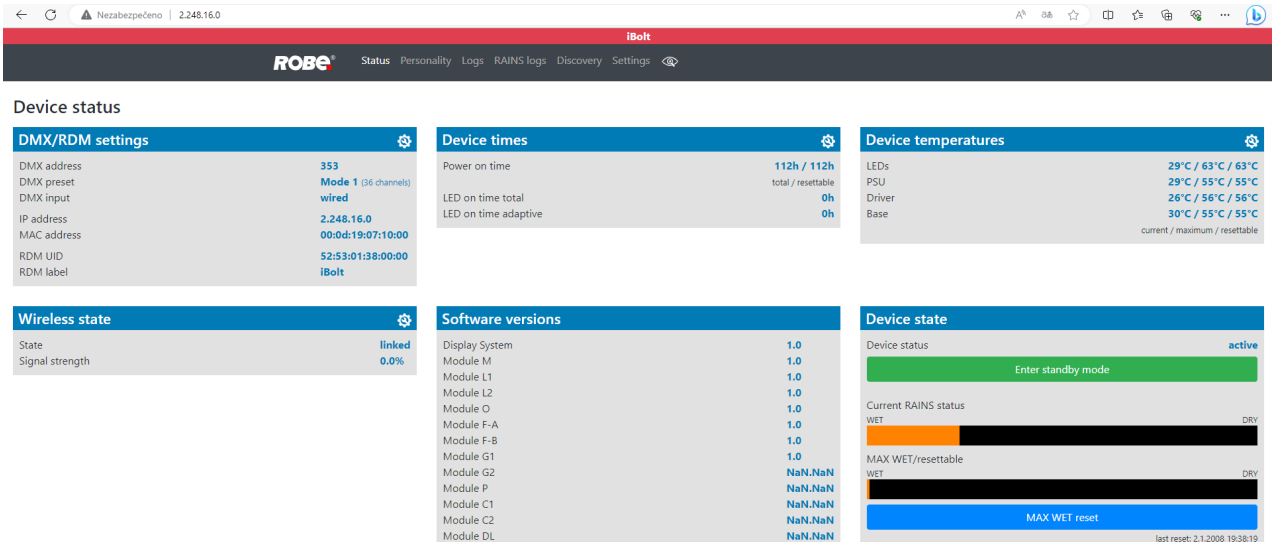 Nezabezpečeno | 2.248.16.0
iBolt
ROBE® Status Personality Logs RAINS logs Discovery Settings
Device status
DMX/RDM settings
DMX address 353
DMX preset Mode 1 (36 channels)
DMX input wired
IP address 2.248.16.0
MAC address 00:0d:19:07:10:00
RDM UID 52:53:01:38:00:00
RDM label iBolt
Device times
Power on time 112h / 112h
total / resettable
LED on time total 0h
LED on time adaptive 0h
Device temperatures
LEDs 29°C / 63°C / 63°C
PSU 29°C / 55°C / 55°C
Driver 26°C / 56°C / 56°C
Base 30°C / 55°C / 55°C
current / maximum / resettable
Wireless state
State linked
Signal strength 0.0%
Software versions
Display System 1.0
Module M 1.0
Module L1 1.0
Module L2 1.0
Module O 1.0
Module F-A 1.0
Module F-B 1.0
Module G1 1.0
Module G2 NaN.NaN
Module P NaN.NaN
Module C1 NaN.NaN
Module C2 NaN.NaN
Module DL NaN.NaN
Device state
Device status active
Enter standby mode
Current RAINS status
WET DRY
MAX WET/resettable
WET DRY
MAX WET reset
last reset: 2.1.2008 19:38:19